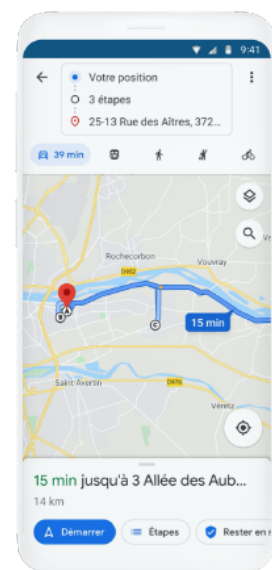 9:41
Votre position
3 étapes
25-13 Rue des Aîtres, 372...
39 min
Rochecorbon
Vouvray
D952
15 min
Saint-Avertin
D976
Véretz
15 min jusqu'à 3 Allée des Aub...
14 km
Démarrer
Étapes
Rester en